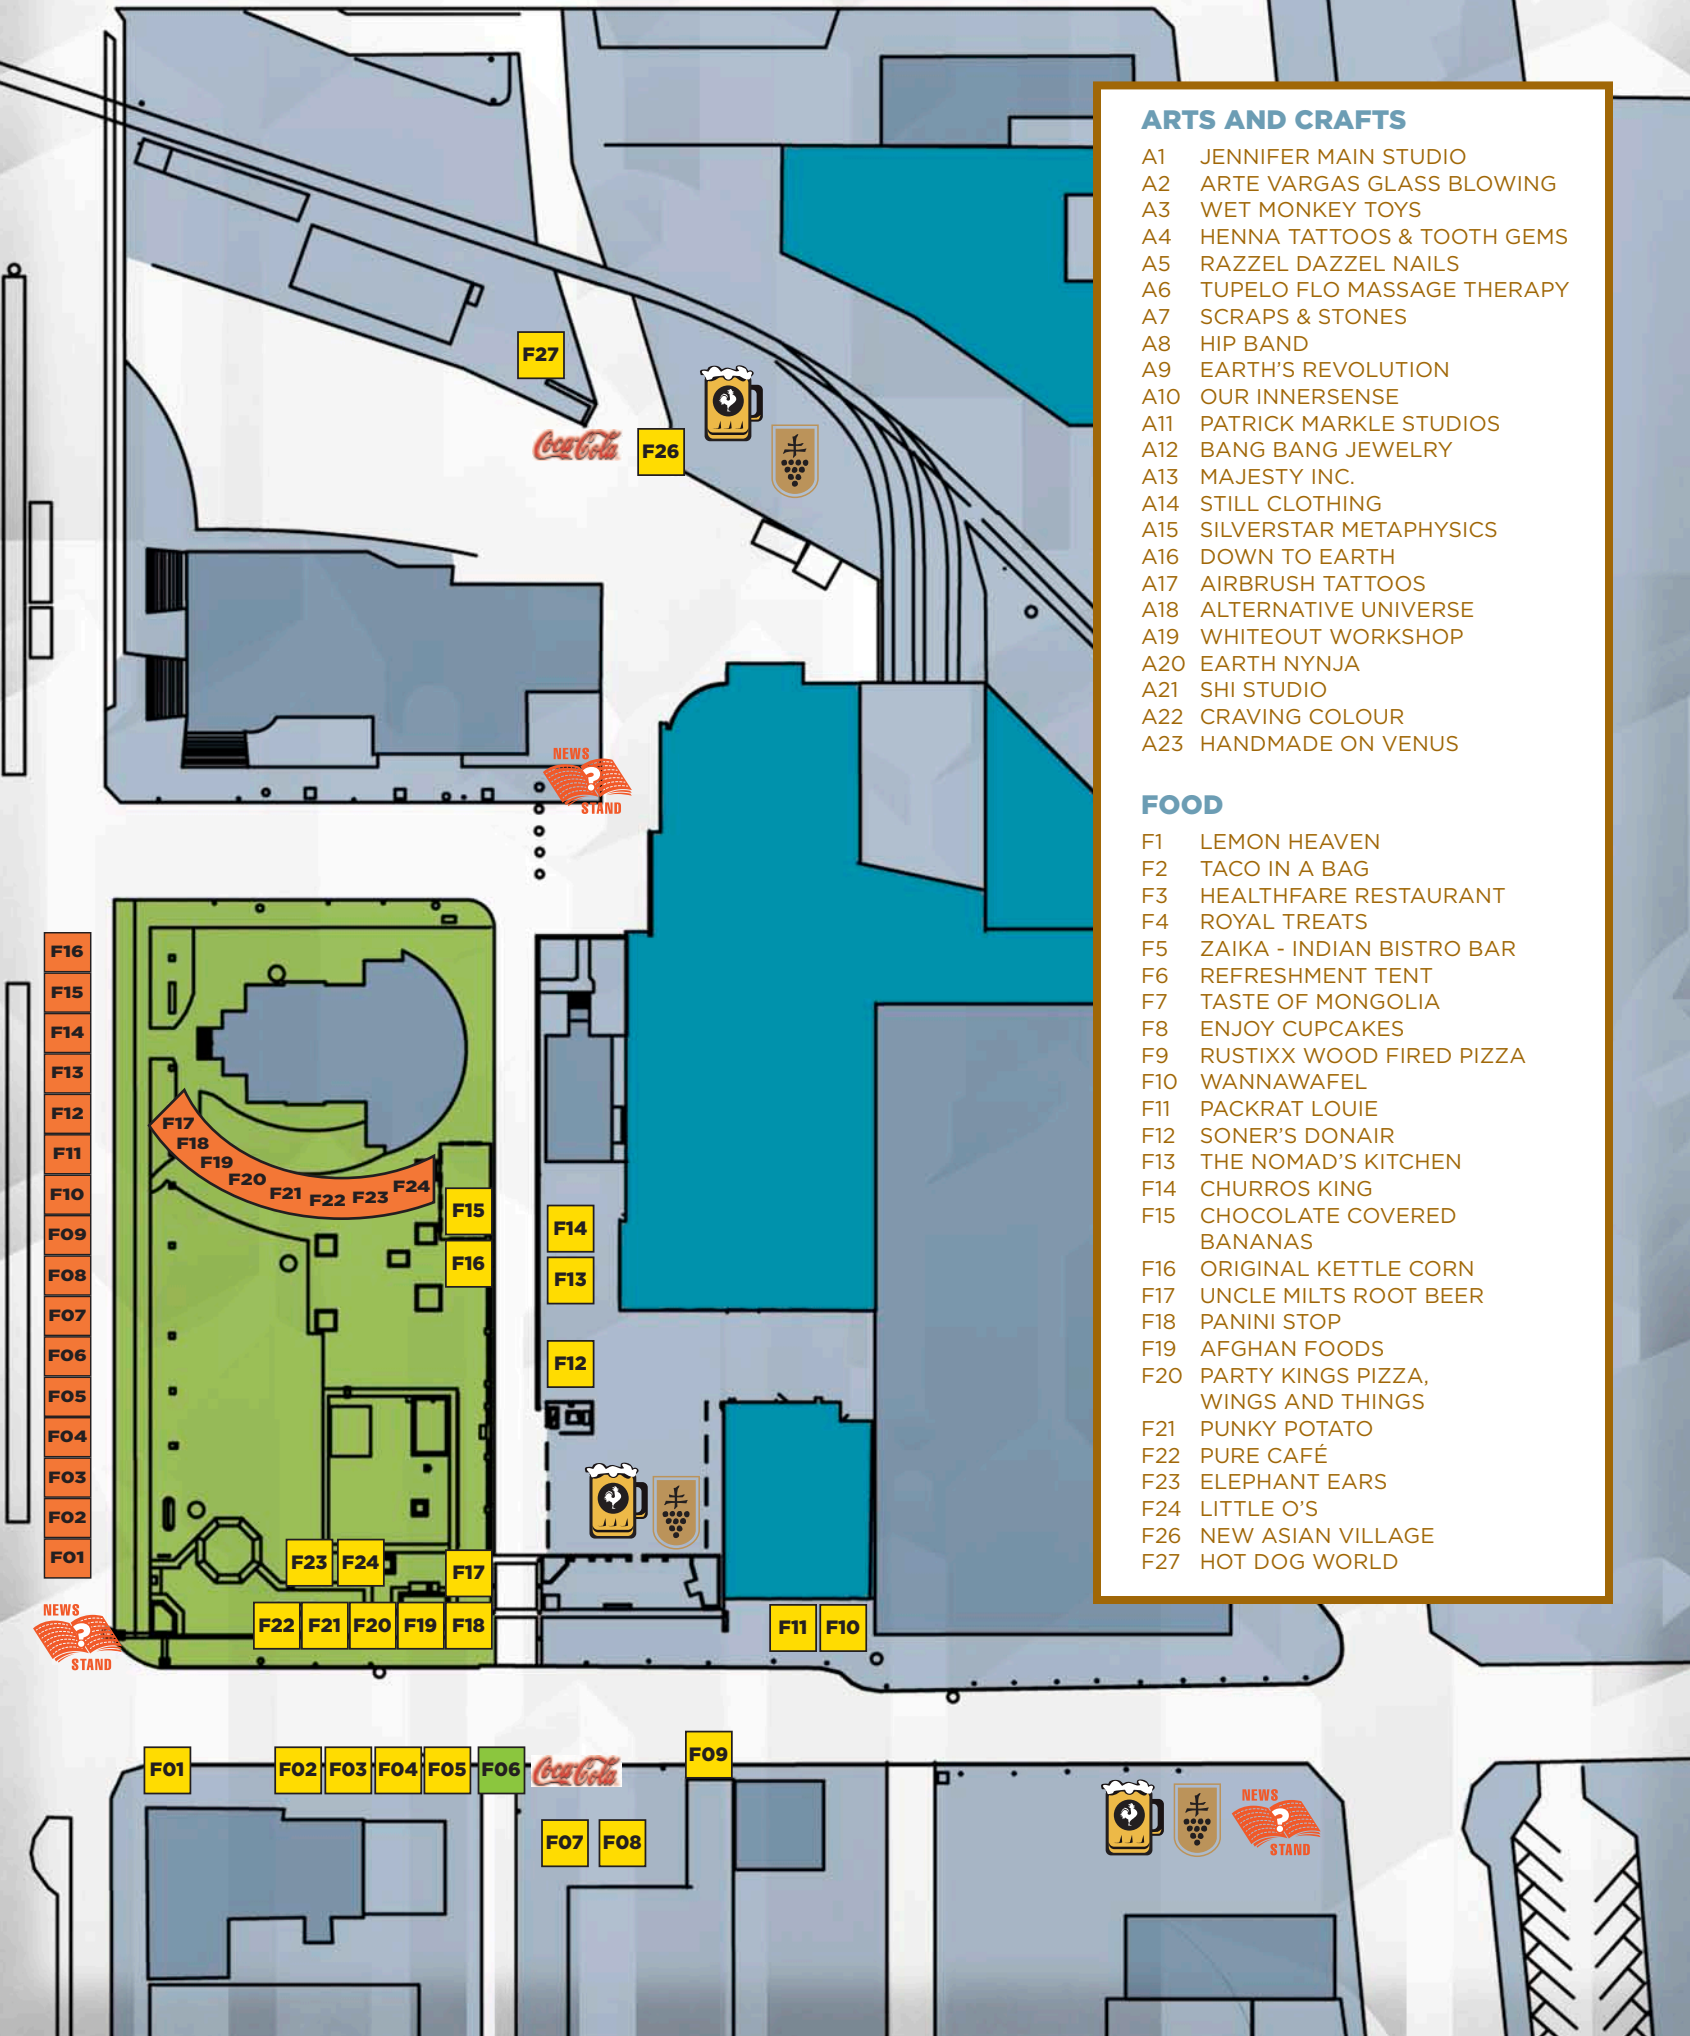 ARTS AND CRAFTS
A1 JENNIFER MAIN STUDIO
A2 ARTE VARGAS GLASS BLOWING
A3 WET MONKEY TOYS
A4 HENNA TATTOOS & TOOTH GEMS
A5 RAZZEL DAZZEL NAILS
A6 TUPELO FLO MASSAGE THERAPY
A7 SCRAPS & STONES
A8 HIP BAND
A9 EARTH'S REVOLUTION
A10 OUR INNERSENSE
A11 PATRICK MARKLE STUDIOS
A12 BANG BANG JEWELRY
A13 MAJESTY INC.
A14 STILL CLOTHING
A15 SILVERSTAR METAPHYSICS
A16 DOWN TO EARTH
A17 AIRBRUSH TATTOOS
A18 ALTERNATIVE UNIVERSE
A19 WHITEOUT WORKSHOP
A20 EARTH NYNJA
A21 SHI STUDIO
A22 CRAVING COLOUR
A23 HANDMADE ON VENUS
FOOD
F1 LEMON HEAVEN
F2 TACO IN A BAG
F3 HEALTHFARE RESTAURANT
F4 ROYAL TREATS
F5 ZAIKA - INDIAN BISTRO BAR
F6 REFRESHMENT TENT
F7 TASTE OF MONGOLIA
F8 ENJOY CUPCAKES
F9 RUSTIXX WOOD FIRED PIZZA
F10 WANNAWAFEL
F11 PACKRAT LOUIE
F12 SONER'S DONAIR
F13 THE NOMAD'S KITCHEN
F14 CHURROS KING
F15 CHOCOLATE COVERED
BANANAS
F16 ORIGINAL KETTLE CORN
F17 UNCLE MILTS ROOT BEER
F18 PANINI STOP
F19 AFGHAN FOODS
F20 PARTY KINGS PIZZA,
WINGS AND THINGS
F21 PUNKY POTATO
F22 PURE CAFÉ
F23 ELEPHANT EARS
F24 LITTLE O'S
F26 NEW ASIAN VILLAGE
F27 HOT DOG WORLD
F27
Coca-Cola
F26
NEWS
?
STAND
F16
F15
F14
F13
F12
F11
F10
F09
F08
F07
F06
F05
F04
F03
F02
F01
F17
F18
F19
F20
F21
F22
F23
F24
F15
F16
F14
F13
F12
F23
F24
F17
F22
F21
F20
F19
F18
F11
F10
NEWS
?
STAND
F01
F02
F03
F04
F05
F06
Coca-Cola
F09
F07
F08
NEWS
?
STAND